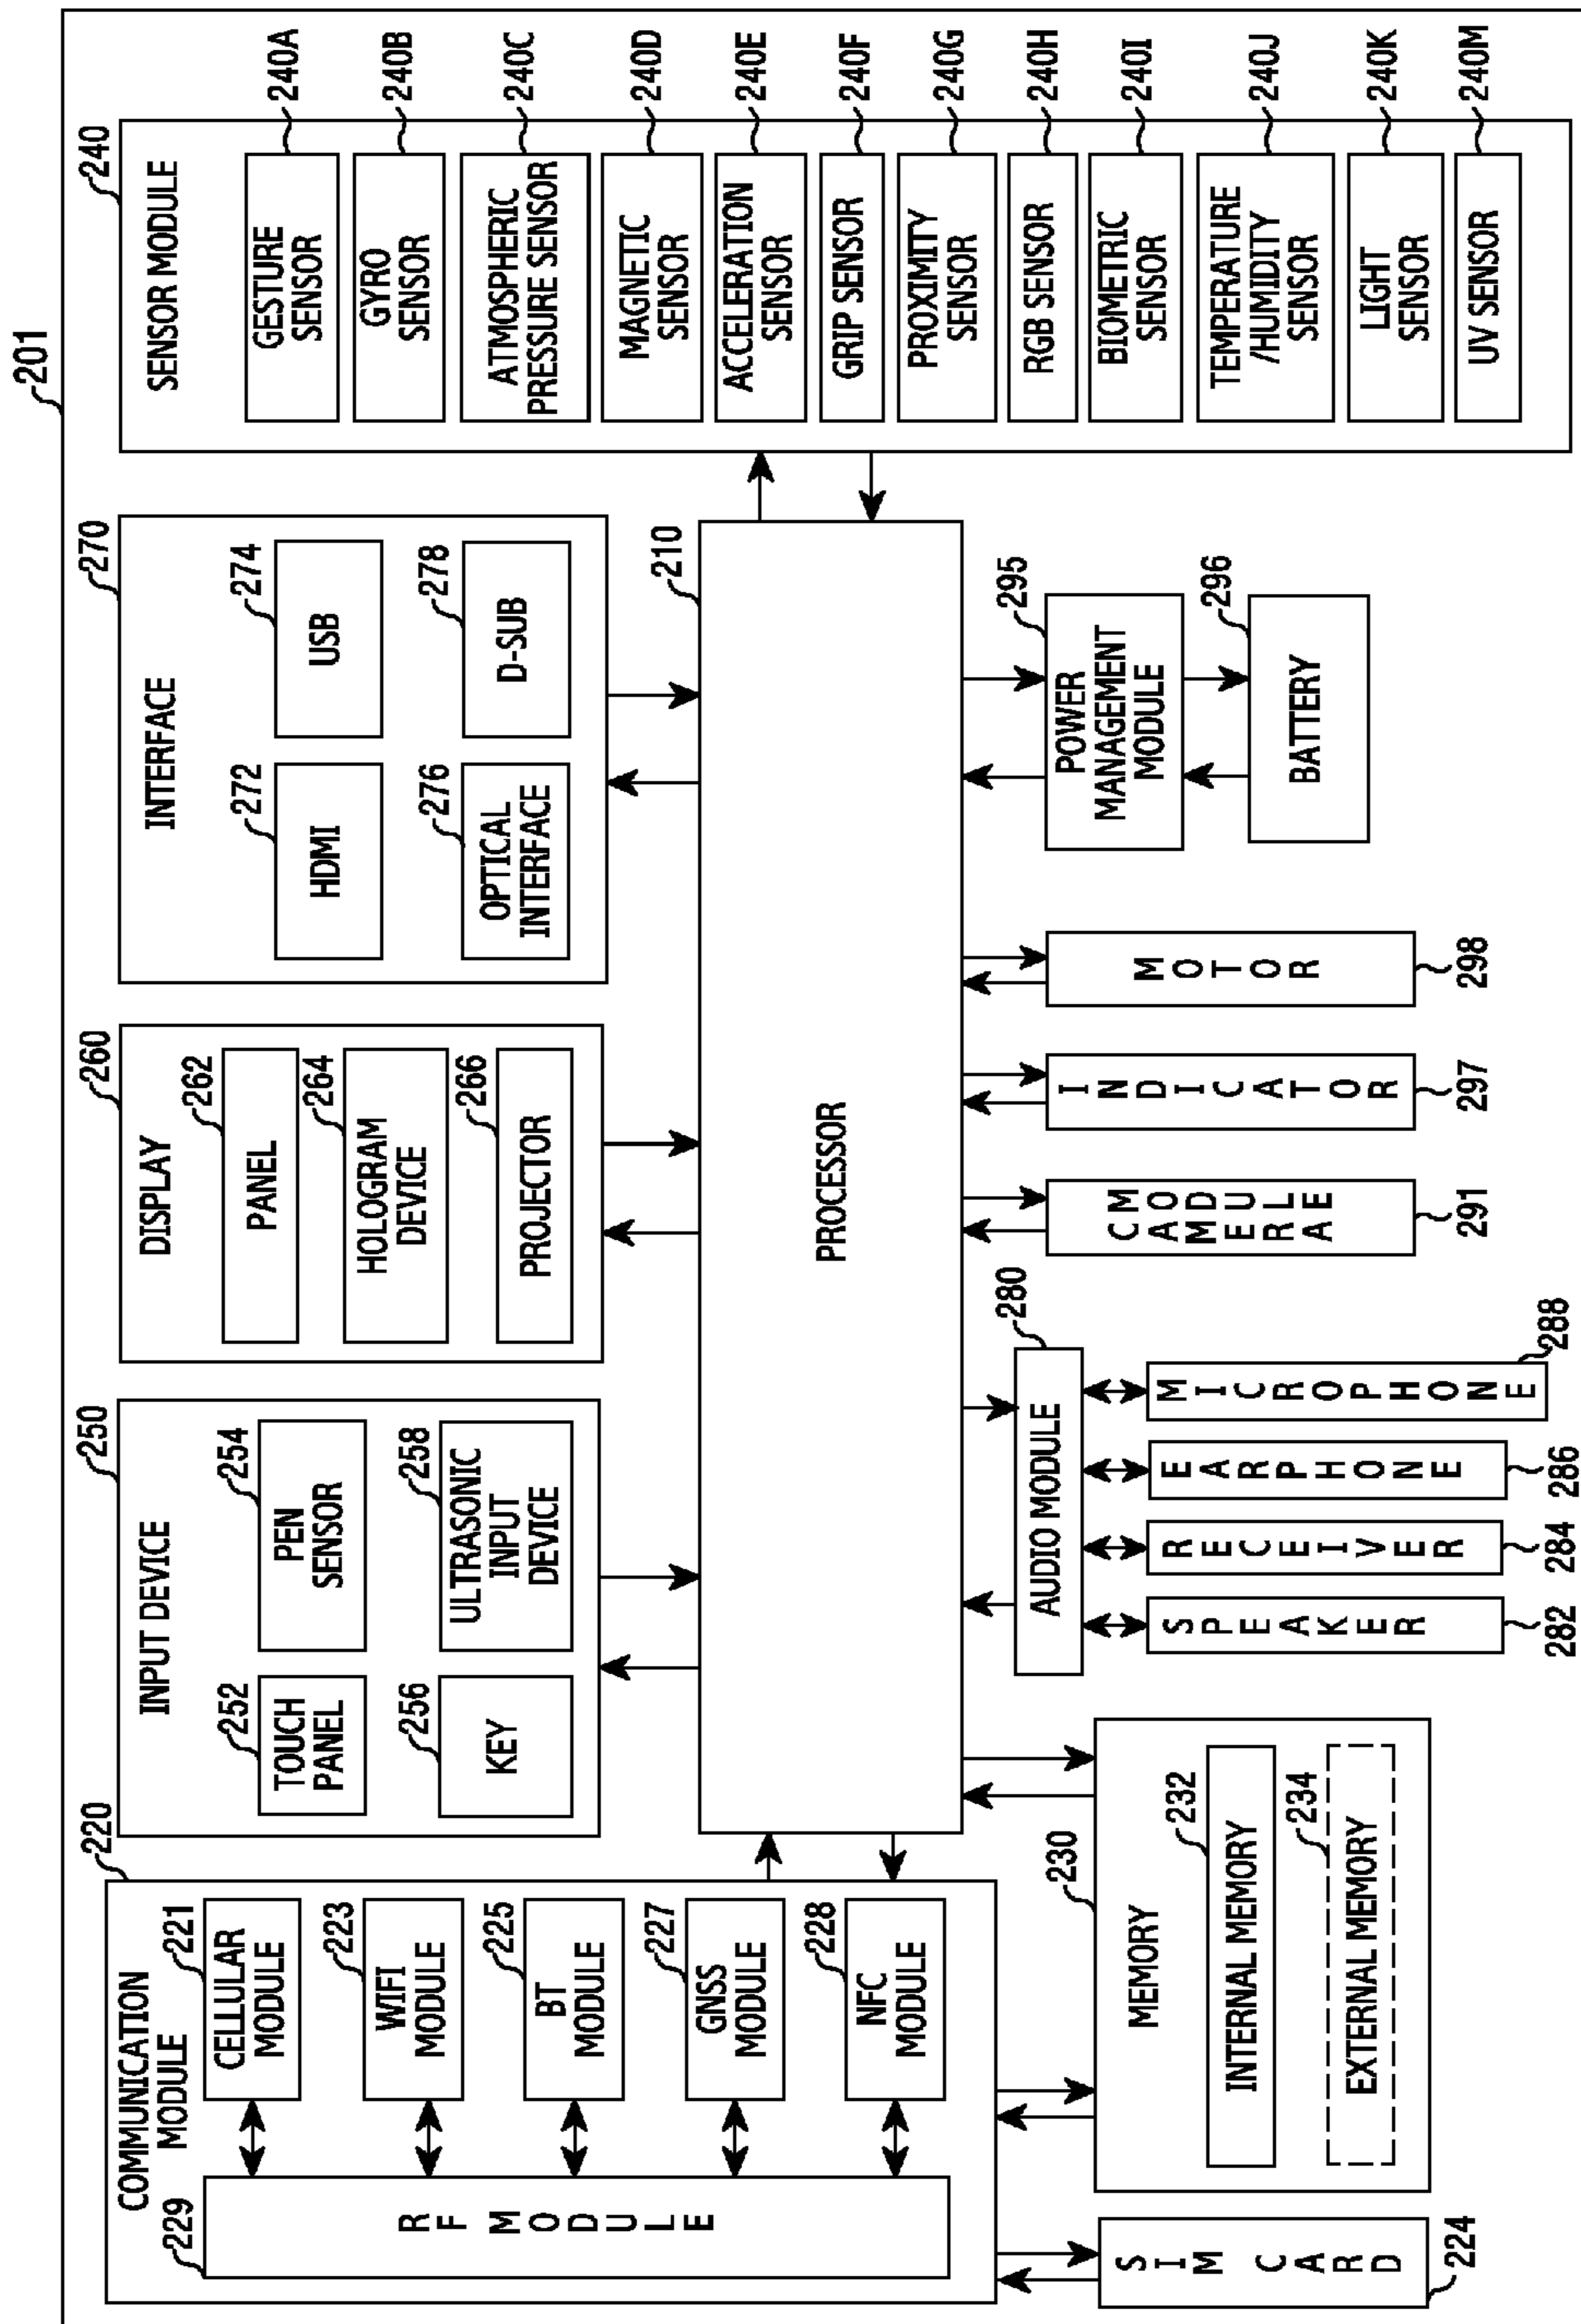 201
220
COMMUNICATION
MODULE
229
RF MODULE
221
CELLULAR
MODULE
223
WIFI
MODULE
225
BT
MODULE
227
GNSS
MODULE
228
NFC
MODULE
250
INPUT DEVICE
252
TOUCH
PANEL
254
PEN
SENSOR
256
KEY
258
ULTRASONIC
INPUT
DEVICE
260
DISPLAY
262
PANEL
264
HOLOGRAM
DEVICE
266
PROJECTOR
270
INTERFACE
272
HDMI
274
USB
276
OPTICAL
INTERFACE
278
D-SUB
240
SENSOR MODULE
GESTURE
SENSOR
240A
GYRO
SENSOR
240B
ATMOSPHERIC
PRESSURE SENSOR
240C
MAGNETIC
SENSOR
240D
ACCELERATION
SENSOR
240E
GRIP SENSOR
240F
PROXIMITY
SENSOR
240G
RGB SENSOR
240H
BIOMETRIC
SENSOR
240I
TEMPERATURE
/HUMIDITY
SENSOR
240J
LIGHT
SENSOR
240K
UV SENSOR
240M
210
PROCESSOR
SIM CARD
224
230
MEMORY
232
INTERNAL MEMORY
234
EXTERNAL MEMORY
280
AUDIO MODULE
SPEAKER
282
RECEIVER
284
EARPHONE
286
MICROPHONE
288
CAMERA
MODULE
291
INDICATOR
297
MOTOR
298
295
POWER
MANAGEMENT
MODULE
296
BATTERY